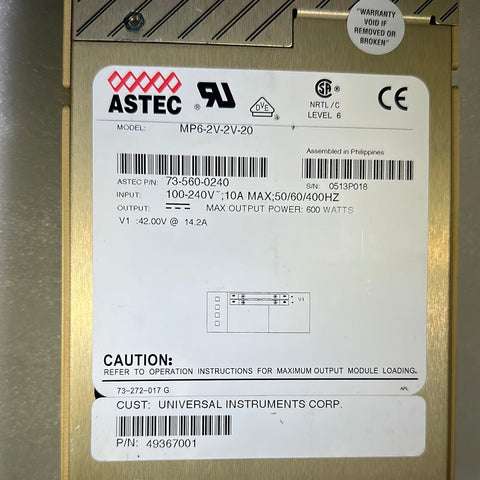 "WARRANTY
VOID IF
REMOVED OR
BROKEN"
ASTEC
RU
DVE
NRTL/C
LEVEL 6
CE
MODEL: MP6-2V-2V-20
Assembled in Philippines
ASTEC P/N: 73-560-0240
S/N: 0513P018
INPUT: 100-240V~;10A MAX;50/60/400HZ
OUTPUT: MAX OUTPUT POWER: 600 WATTS
V1 :42.00V @ 14.2A
V1
CAUTION:
REFER TO OPERATION INSTRUCTIONS FOR MAXIMUM OUTPUT MODULE LOADING.
73-272-017 G
APL
CUST: UNIVERSAL INSTRUMENTS CORP.
P/N: 49367001